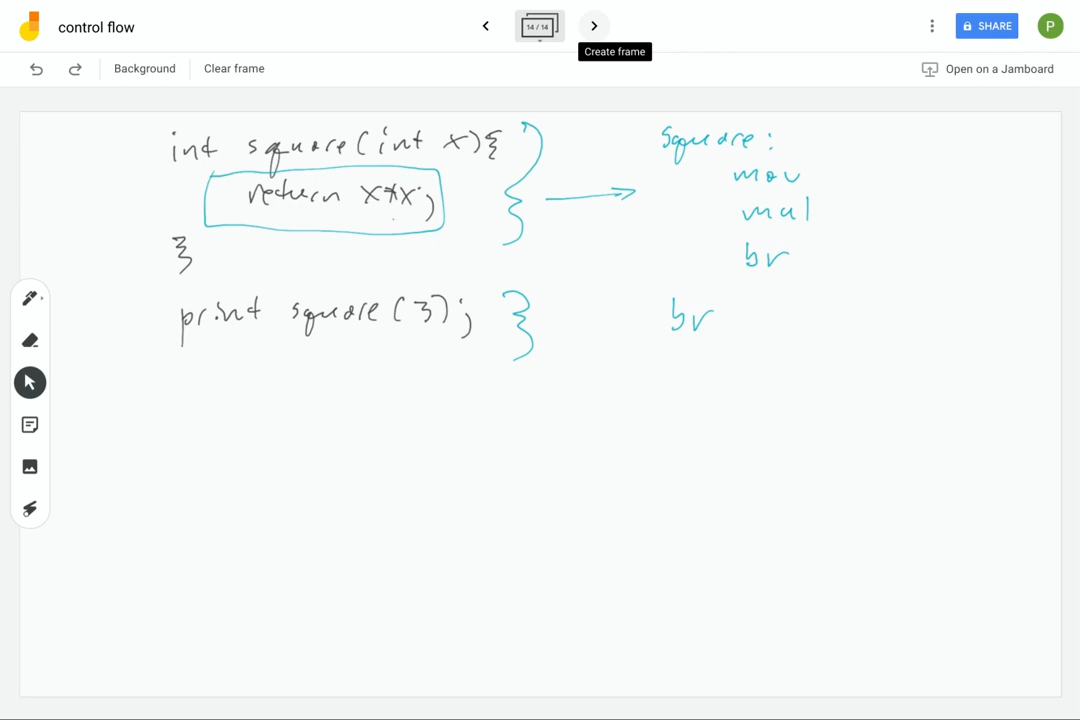 control flow
14 / 14
SHARE
P
Create frame
Background
Clear frame
Open on a Jamboard
int square(int x){
return x*x;
}
print square(3);
square:
mov
mul
br
br